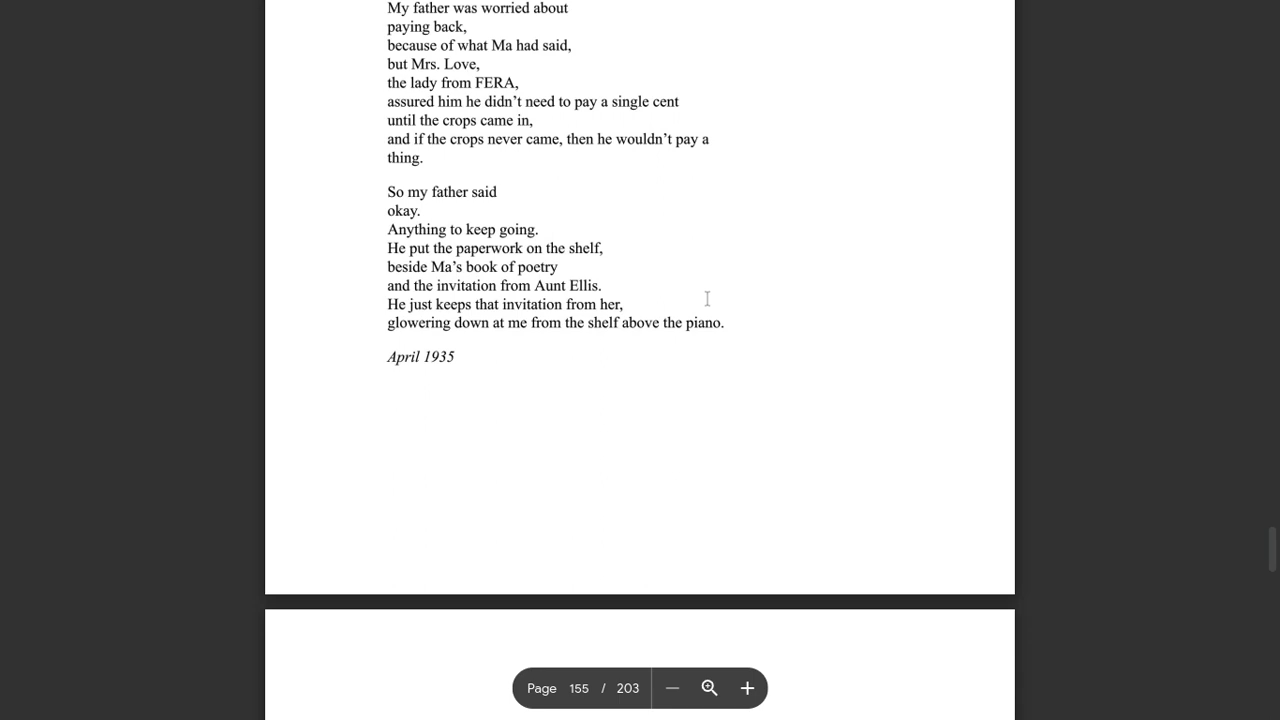 My father was worried about
paying back,
because of what Ma had said,
but Mrs. Love,
the lady from FERA,
assured him he didn’t need to pay a single cent
until the crops came in,
and if the crops never came, then he wouldn’t pay a
thing.
So my father said
okay.
Anything to keep going.
He put the paperwork on the shelf,
beside Ma’s book of poetry
and the invitation from Aunt Ellis.
He just keeps that invitation from her,
glowering down at me from the shelf above the piano.
April 1935
Page 155 / 203